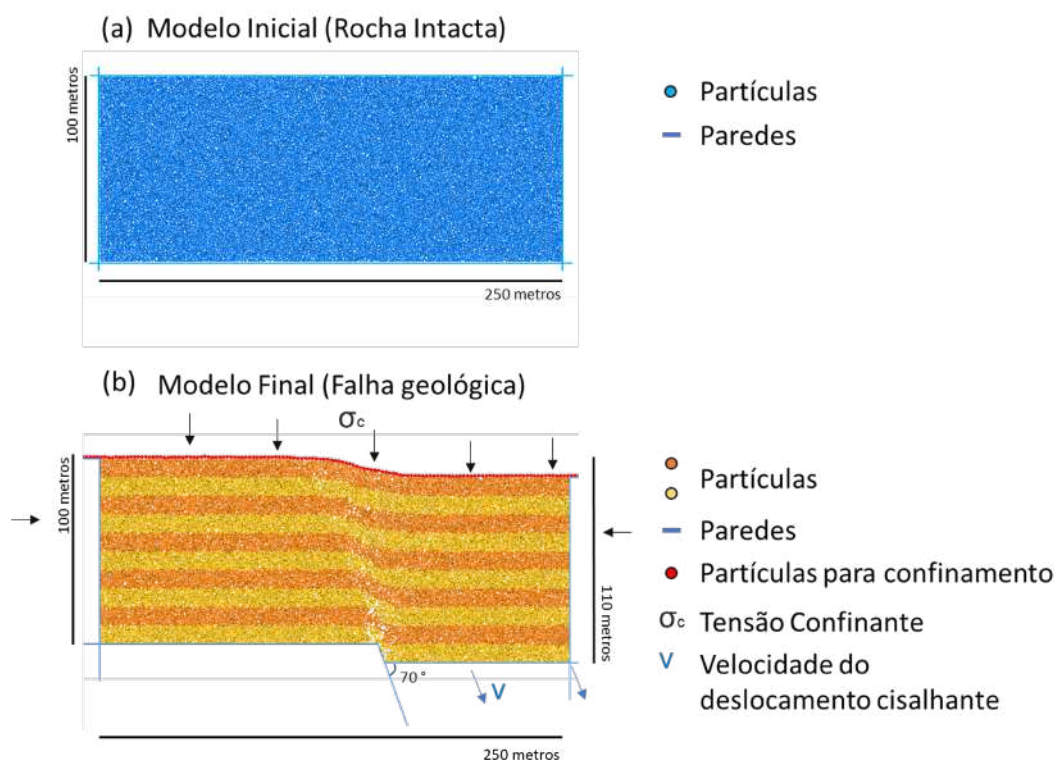 (a) Modelo Inicial (Rocha Intacta)
100 metros
250 metros
Partículas
Paredes
(b) Modelo Final (Falha geológica)
σc
100 metros
110 metros
70 °
V
250 metros
Partículas
Paredes
Partículas para confinamento
σc Tensão Confinante
V Velocidade do
deslocamento cisalhante